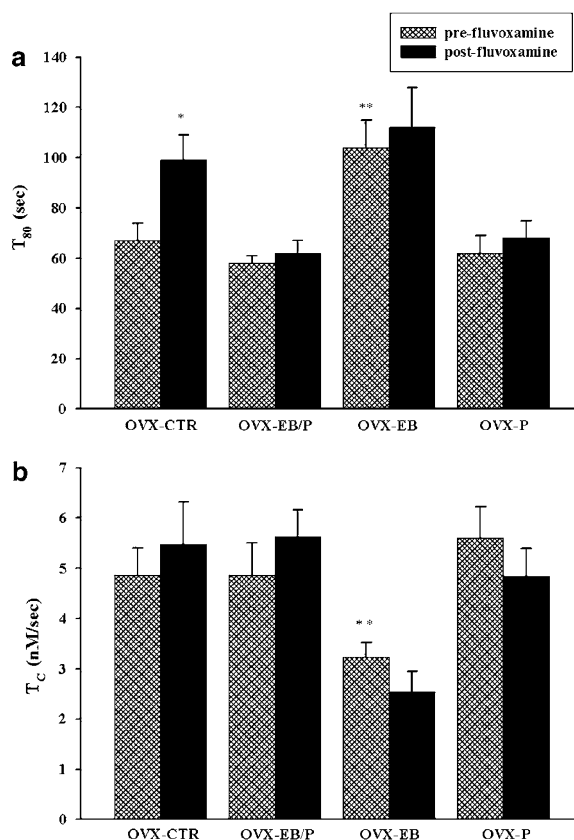 pre-fluvoxamine
post-fluvoxamine
a
140
120
100
80
60
40
20
0
T80 (sec)
*
**
OVX-CTR OVX-EB/P OVX-EB OVX-P
b
7
6
5
4
3
2
1
0
TC (nM/sec)
**
OVX-CTR OVX-EB/P OVX-EB OVX-P